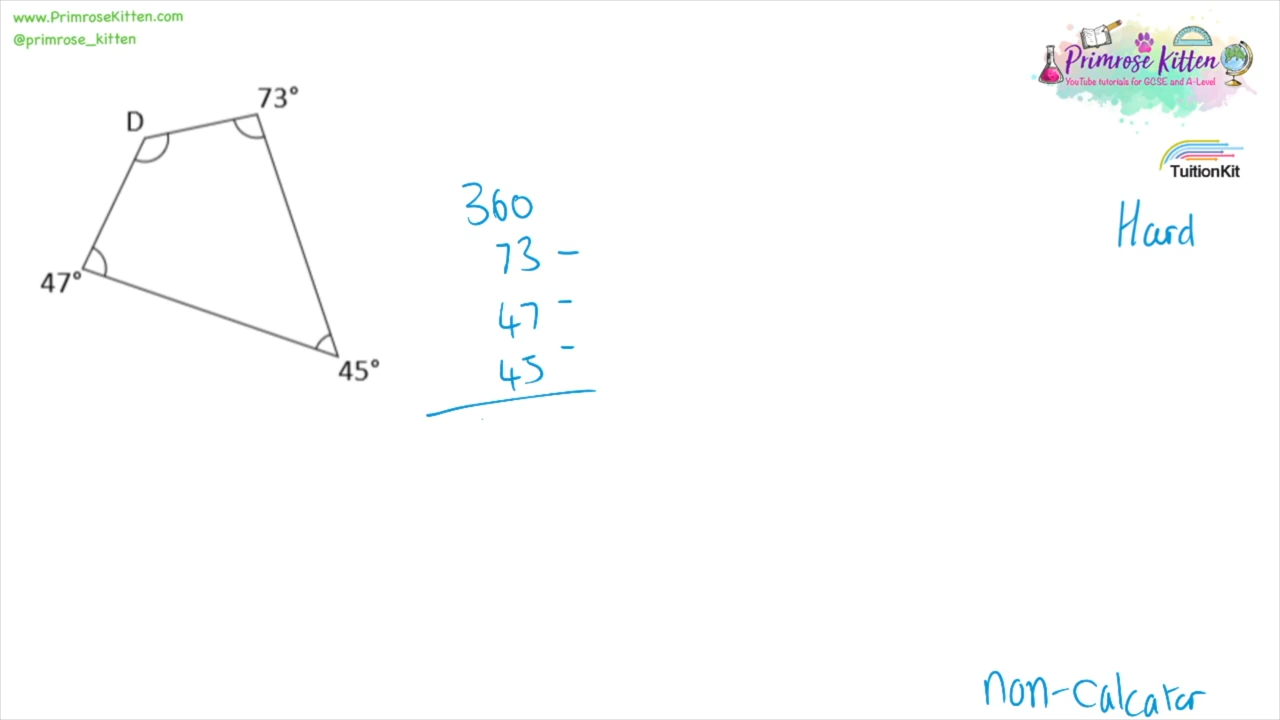 www.PrimroseKitten.com
@primrose_kitten
Primrose Kitten
YouTube tutorials for GCSE and A-Level
TuitionKit
Hard
73°
D
47°
45°
360
73 -
47 -
45 -
non-calcator